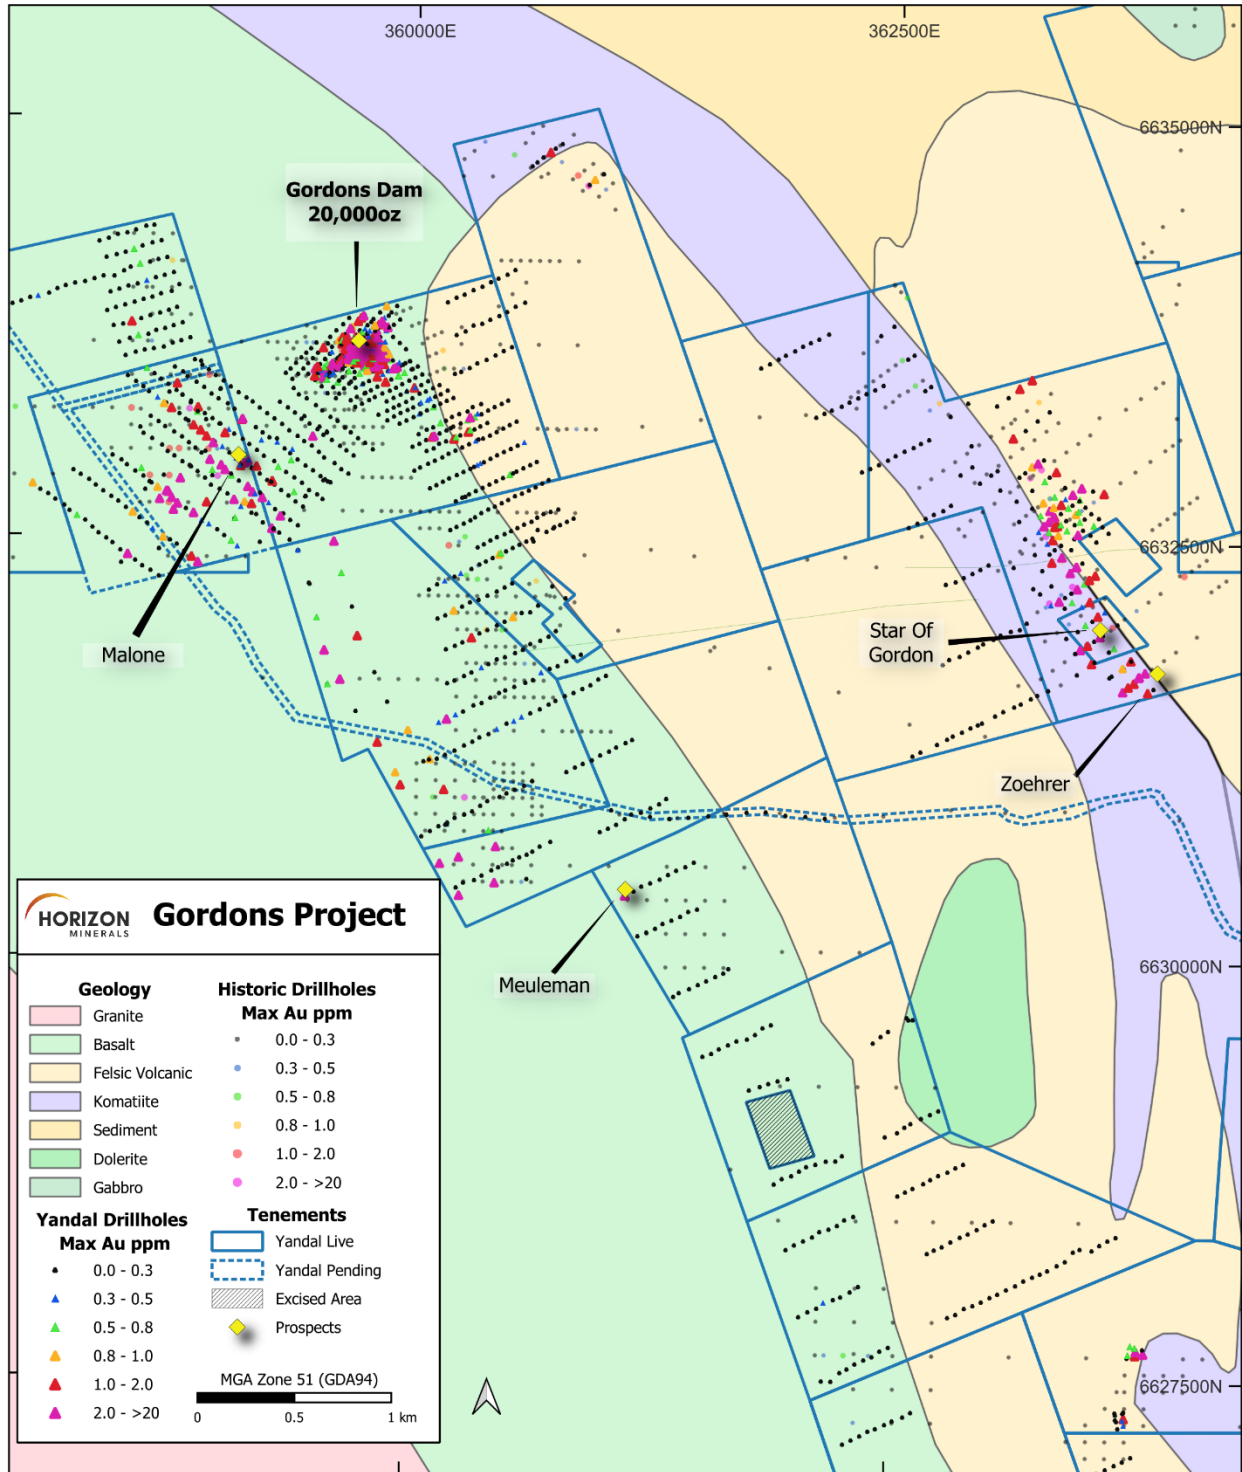 360000E
362500E
6635000N
Gordons Dam
20,000oz
6632500N
Malone
Star Of
Gordon
Zoehrer
Meuleman
6630000N
6627500N
HORIZON
MINERALS
Gordons Project
Geology
Granite
Basalt
Felsic Volcanic
Komatiite
Sediment
Dolerite
Gabbro
Historic Drillholes
Max Au ppm
0.0 - 0.3
0.3 - 0.5
0.5 - 0.8
0.8 - 1.0
1.0 - 2.0
2.0 - >20
Yandal Drillholes
Max Au ppm
0.0 - 0.3
0.3 - 0.5
0.5 - 0.8
0.8 - 1.0
1.0 - 2.0
2.0 - >20
Tenements
Yandal Live
Yandal Pending
Excised Area
Prospects
MGA Zone 51 (GDA94)
0 0.5 1 km